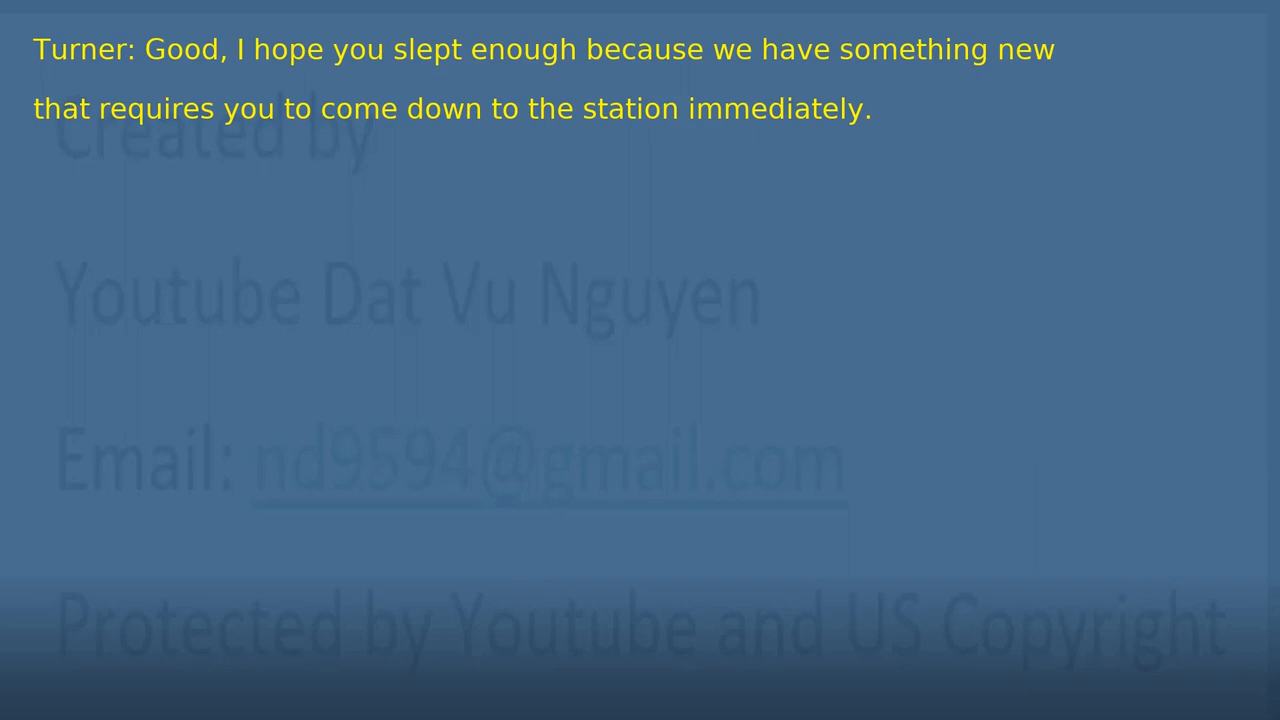 Turner: Good, I hope you slept enough because we have something new
that requires you to come down to the station immediately.
Created by
Youtube Dat Vu Nguyen
Email: nd9594@gmail.com
Protected by Youtube and US Copyright